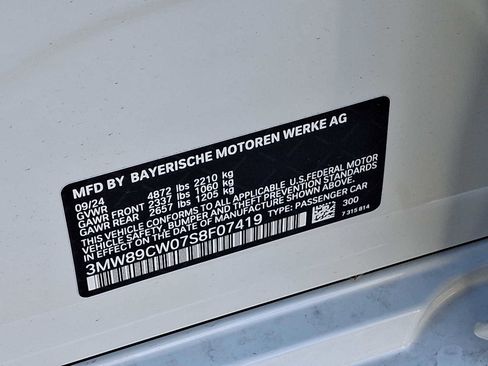 MFD BY BAYERISCHE MOTOREN WERKE AG
09/24
GVWR 4872 lbs 2210 kg
GAWR FRONT 2337 lbs 1060 kg
GAWR REAR 2657 lbs 1205 kg
THIS VEHICLE CONFORMS TO ALL APPLICABLE U.S.FEDERAL MOTOR
VEHICLE SAFETY, BUMPER AND THEFT PREVENTION STANDARDS
IN EFFECT ON THE DATE OF MANUFACTURE SHOWN ABOVE.
3MW89CW07S8F07419 TYPE: PASSENGER CAR
300
7 315 814